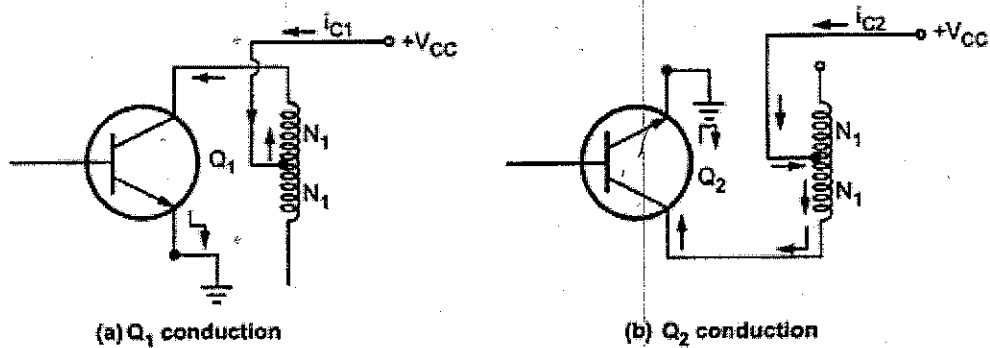 i_C1
+V_CC
Q_1
N_1
N_1
(a) Q_1 conduction
i_C2
+V_CC
Q_2
N_1
N_1
(b) Q_2 conduction